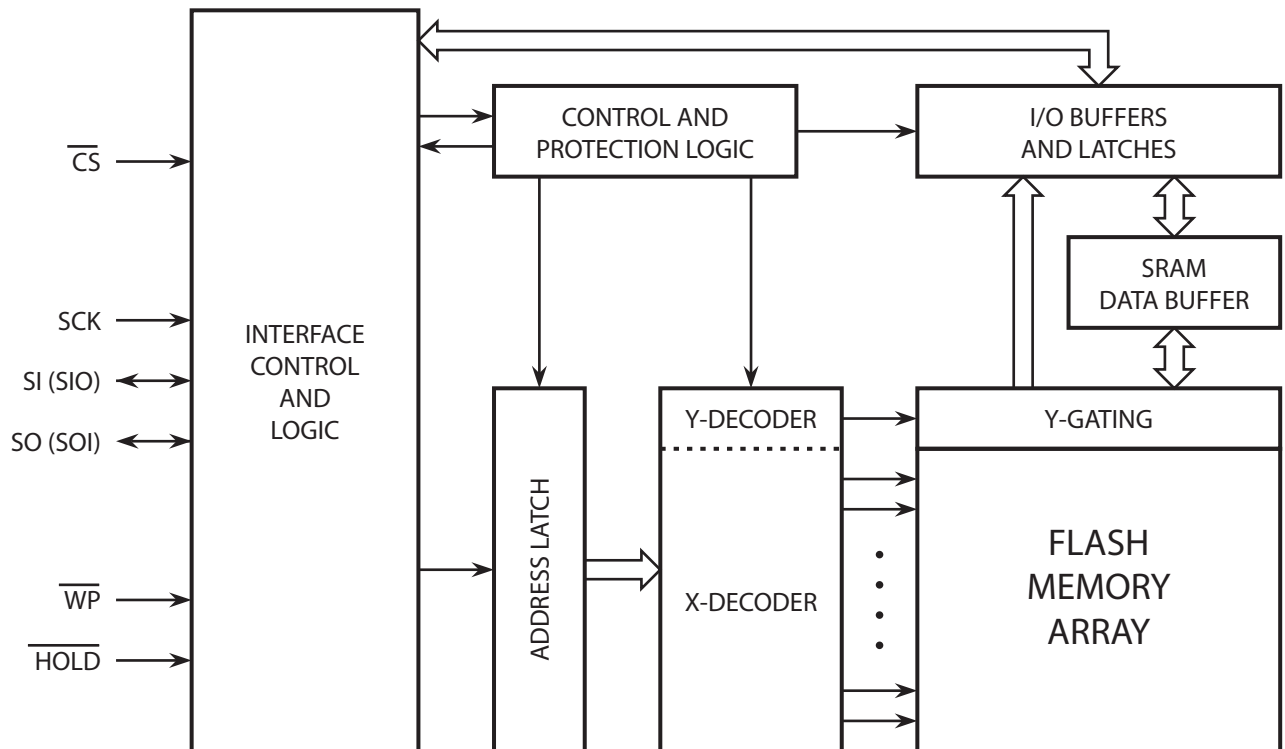 CS
SCK
SI (SIO)
SO (SOI)
WP
HOLD
INTERFACE
CONTROL
AND
LOGIC
CONTROL AND
PROTECTION LOGIC
I/O BUFFERS
AND LATCHES
SRAM
DATA BUFFER
ADDRESS LATCH
Y-DECODER
X-DECODER
Y-GATING
FLASH
MEMORY
ARRAY